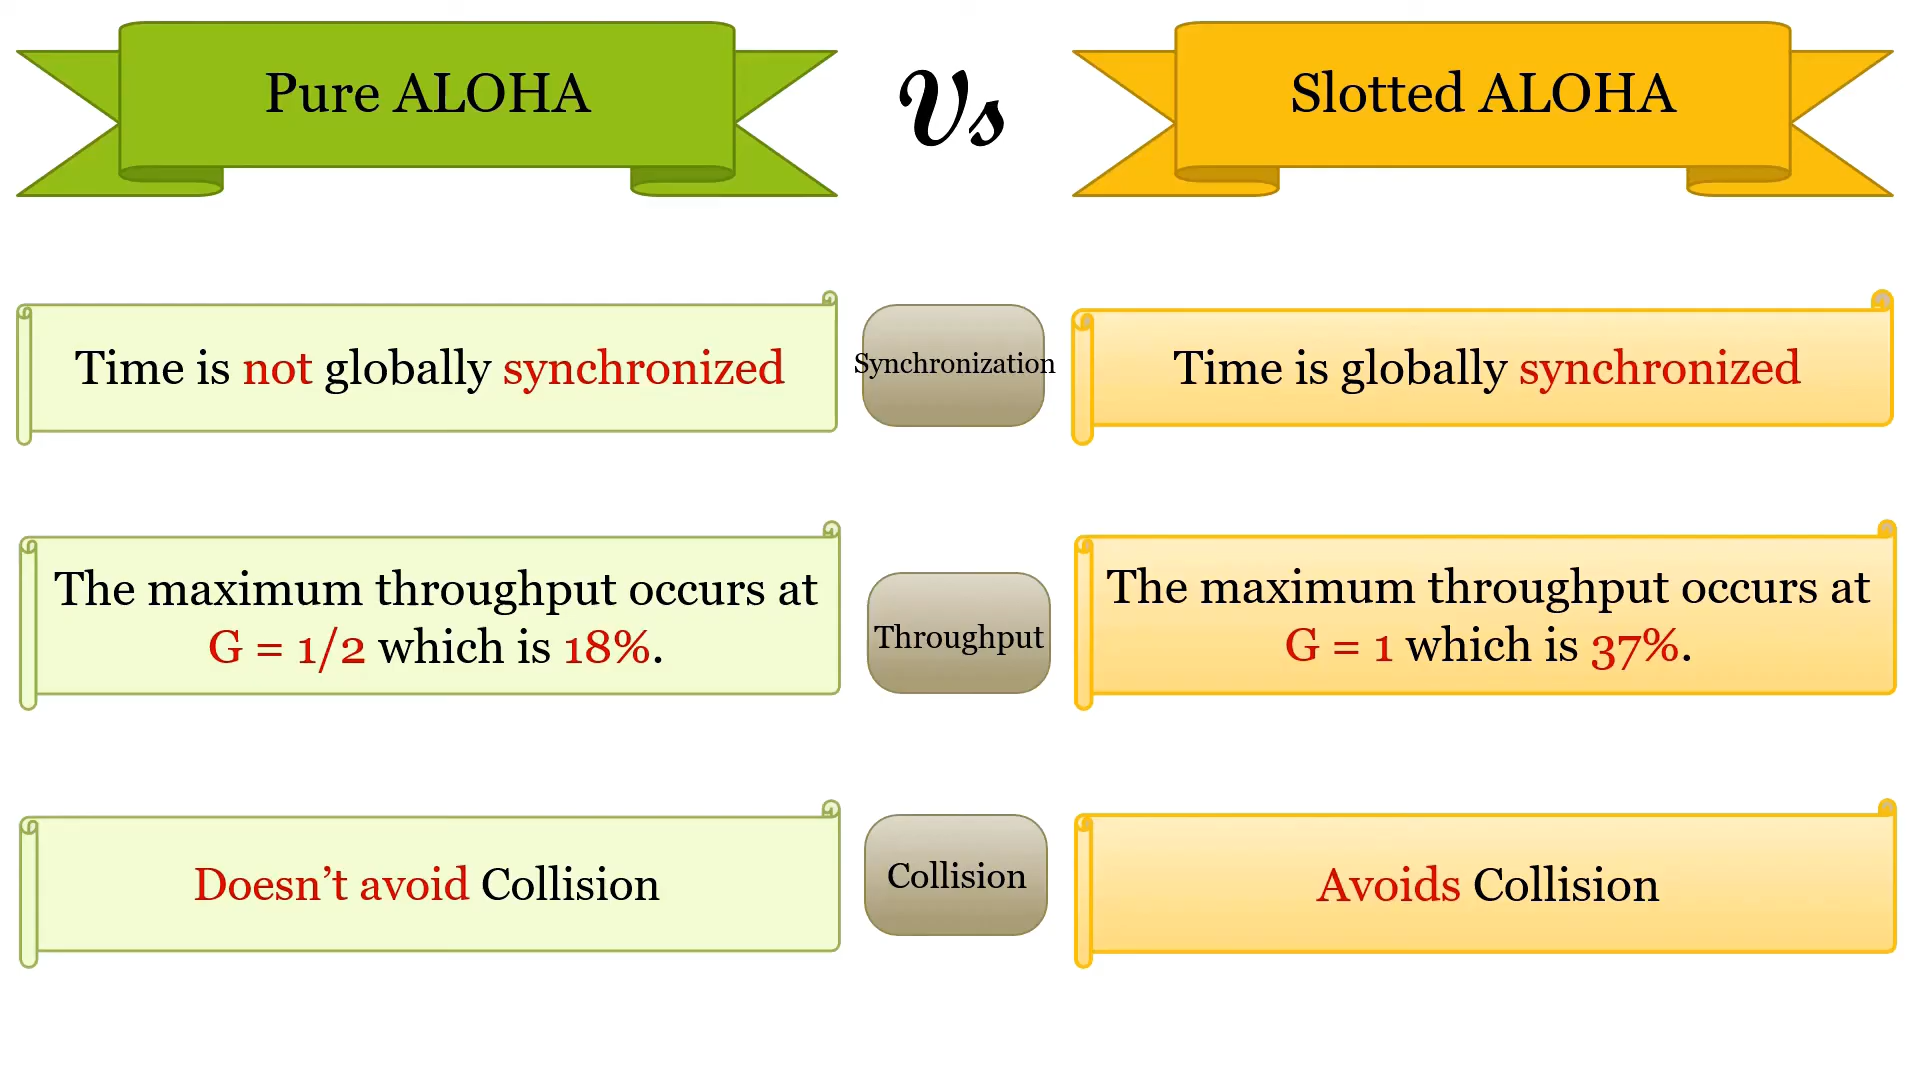 Pure ALOHA
Vs
Slotted ALOHA
Time is not globally synchronized
Synchronization
Time is globally synchronized
The maximum throughput occurs at
G = 1/2 which is 18%.
Throughput
The maximum throughput occurs at
G = 1 which is 37%.
Doesn’t avoid Collision
Collision
Avoids Collision